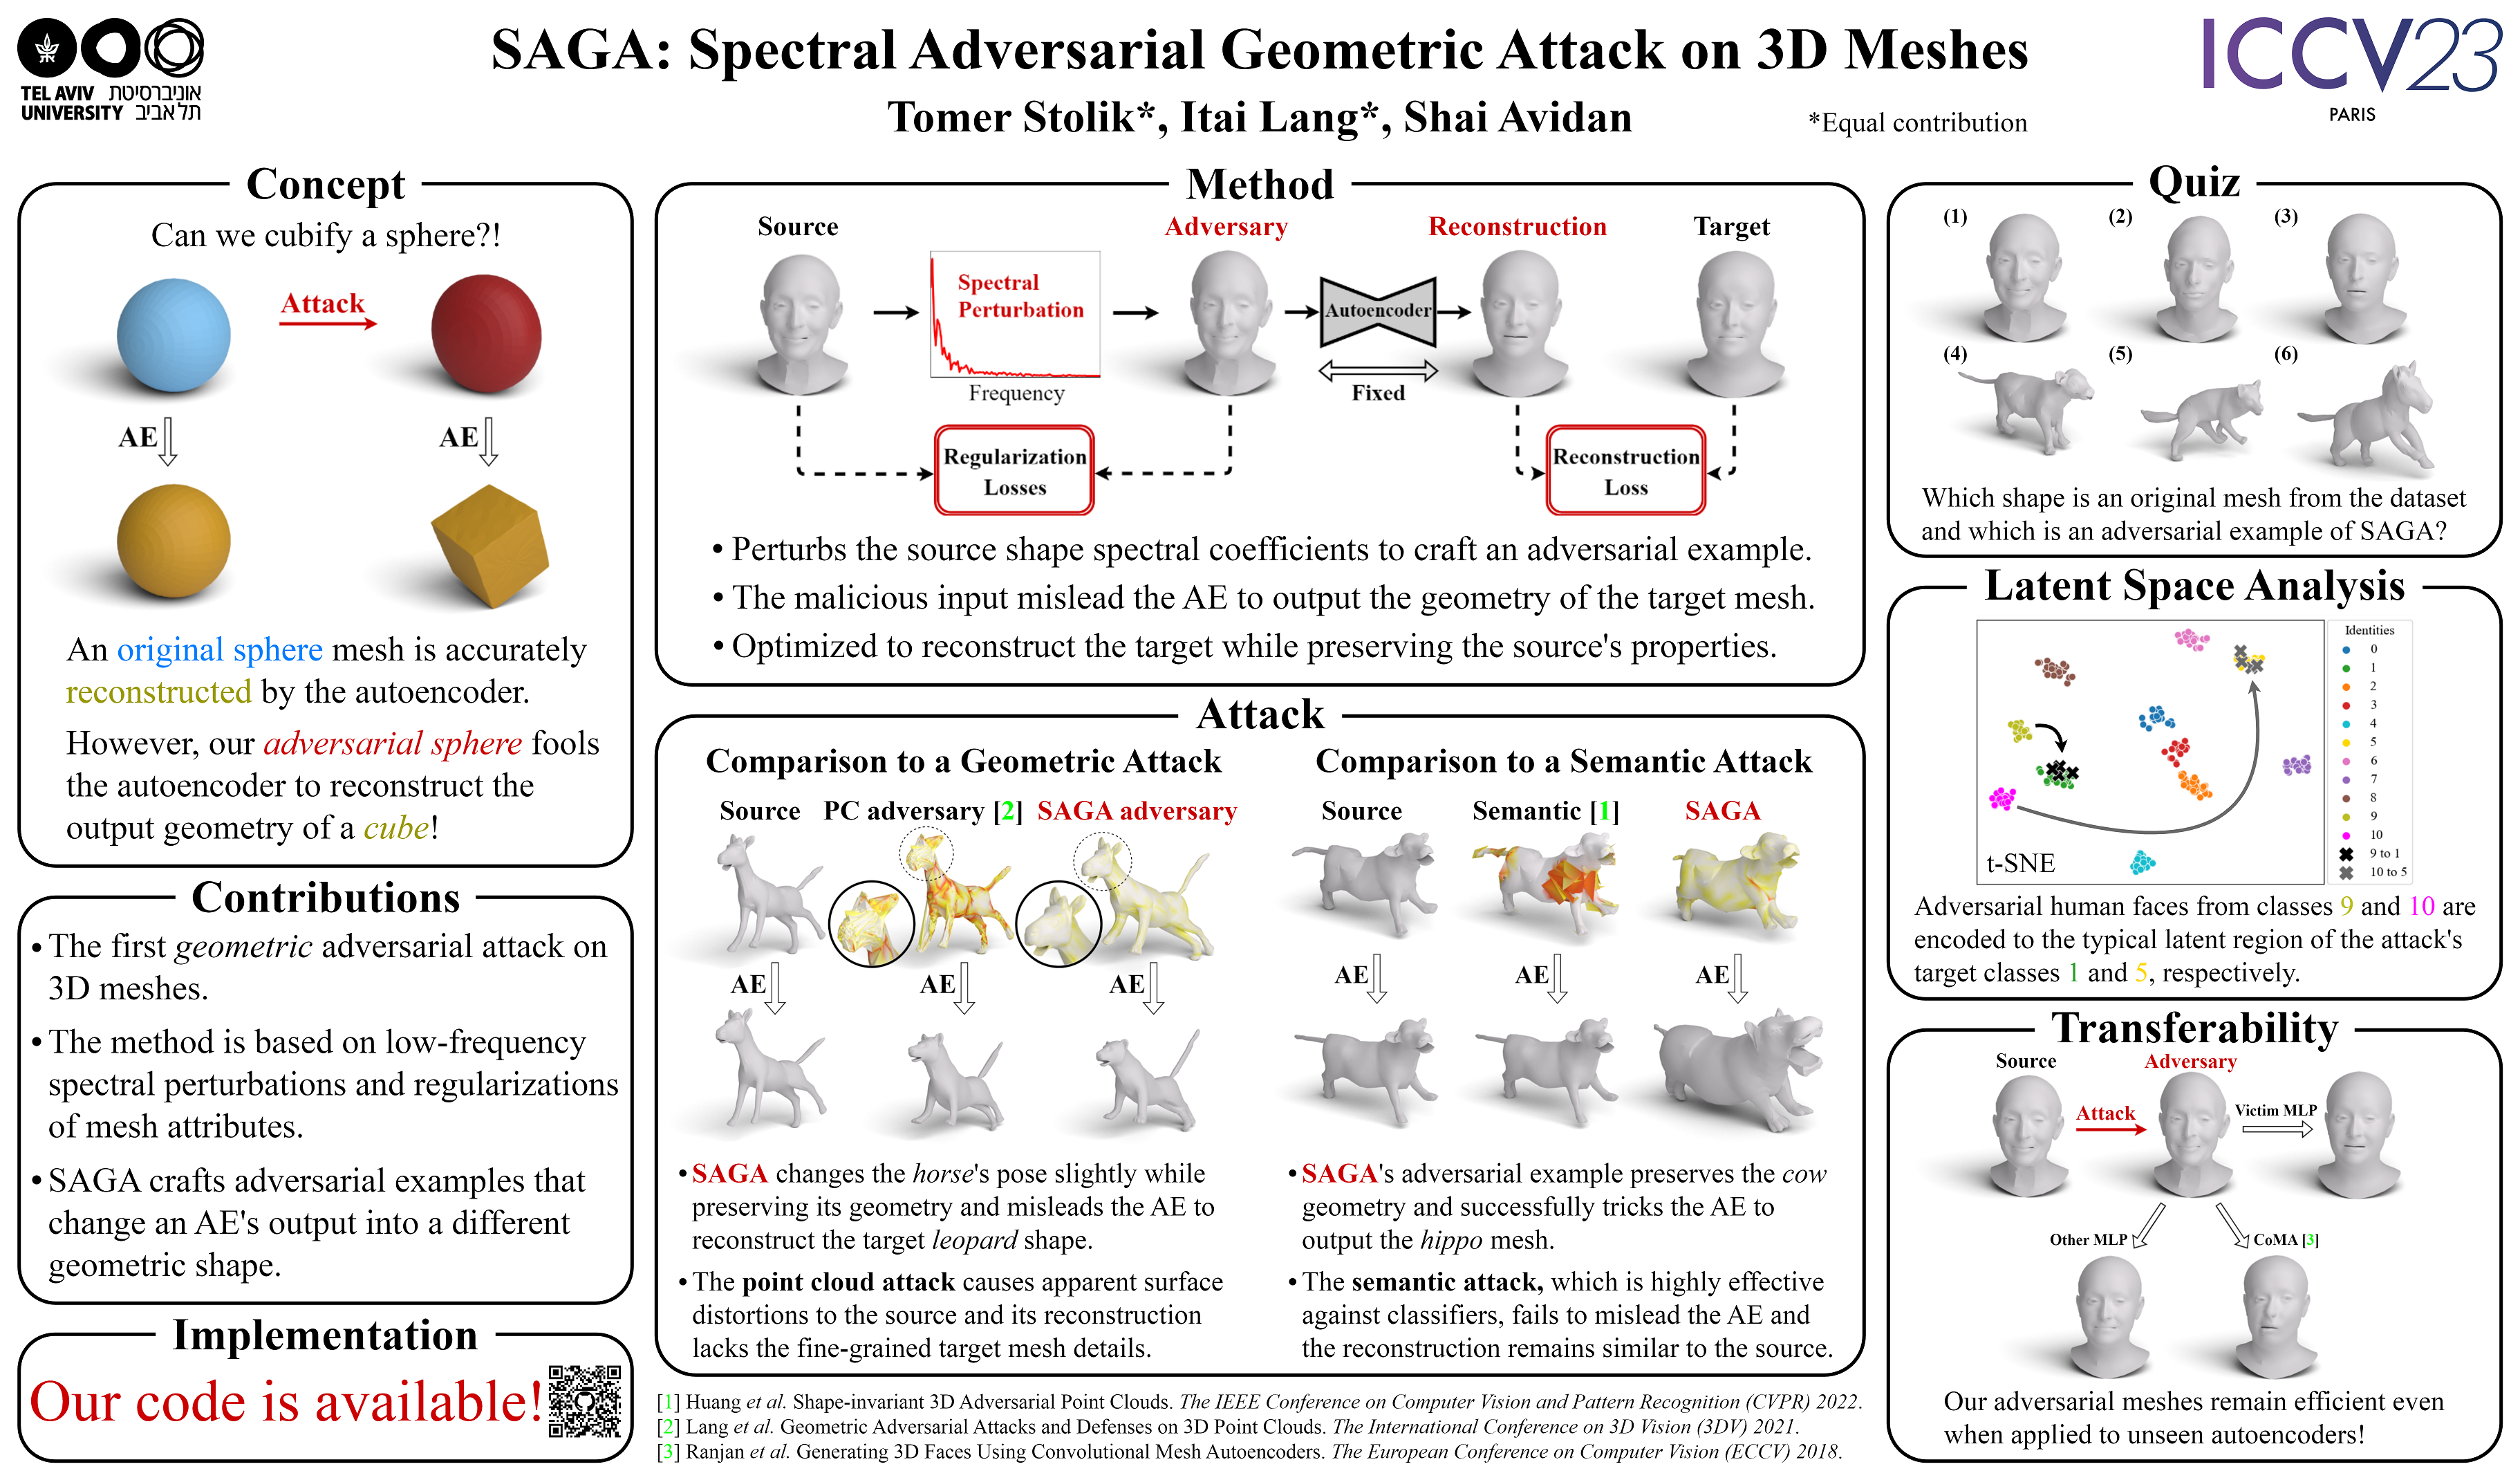 TEL AVIV UNIVERSITY אוניברסיטת תל אביב
SAGA: Spectral Adversarial Geometric Attack on 3D Meshes
Tomer Stolik*, Itai Lang*, Shai Avidan
*Equal contribution
ICCV23
PARIS
Concept
Can we cubify a sphere?!
Attack
AE
AE
An original sphere mesh is accurately
reconstructed by the autoencoder.
However, our adversarial sphere fools
the autoencoder to reconstruct the
output geometry of a cube!
Contributions
• The first geometric adversarial attack on
3D meshes.
• The method is based on low-frequency
spectral perturbations and regularizations
of mesh attributes.
• SAGA crafts adversarial examples that
change an AE's output into a different
geometric shape.
Implementation
Our code is available!
Method
Source
Adversary
Reconstruction
Target
Spectral
Perturbation
Frequency
Autoencoder
Fixed
Regularization
Losses
Reconstruction
Loss
• Perturbs the source shape spectral coefficients to craft an adversarial example.
• The malicious input mislead the AE to output the geometry of the target mesh.
• Optimized to reconstruct the target while preserving the source's properties.
Attack
Comparison to a Geometric Attack
Source
PC adversary [2]
SAGA adversary
AE
AE
AE
• SAGA changes the horse's pose slightly while
preserving its geometry and misleads the AE to
reconstruct the target leopard shape.
• The point cloud attack causes apparent surface
distortions to the source and its reconstruction
lacks the fine-grained target mesh details.
Comparison to a Semantic Attack
Source
Semantic [1]
SAGA
AE
AE
AE
• SAGA's adversarial example preserves the cow
geometry and successfully tricks the AE to
output the hippo mesh.
• The semantic attack, which is highly effective
against classifiers, fails to mislead the AE and
the reconstruction remains similar to the source.
[1] Huang et al. Shape-invariant 3D Adversarial Point Clouds. The IEEE Conference on Computer Vision and Pattern Recognition (CVPR) 2022.
[2] Lang et al. Geometric Adversarial Attacks and Defenses on 3D Point Clouds. The International Conference on 3D Vision (3DV) 2021.
[3] Ranjan et al. Generating 3D Faces Using Convolutional Mesh Autoencoders. The European Conference on Computer Vision (ECCV) 2018.
Quiz
(1)
(2)
(3)
(4)
(5)
(6)
Which shape is an original mesh from the dataset
and which is an adversarial example of SAGA?
Latent Space Analysis
t-SNE
Identities
0
1
2
3
4
5
6
7
8
9
10
9 to 1
10 to 5
Adversarial human faces from classes 9 and 10 are
encoded to the typical latent region of the attack's
target classes 1 and 5, respectively.
Transferability
Source
Adversary
Attack
Victim MLP
Other MLP
CoMA [3]
Our adversarial meshes remain efficient even
when applied to unseen autoencoders!